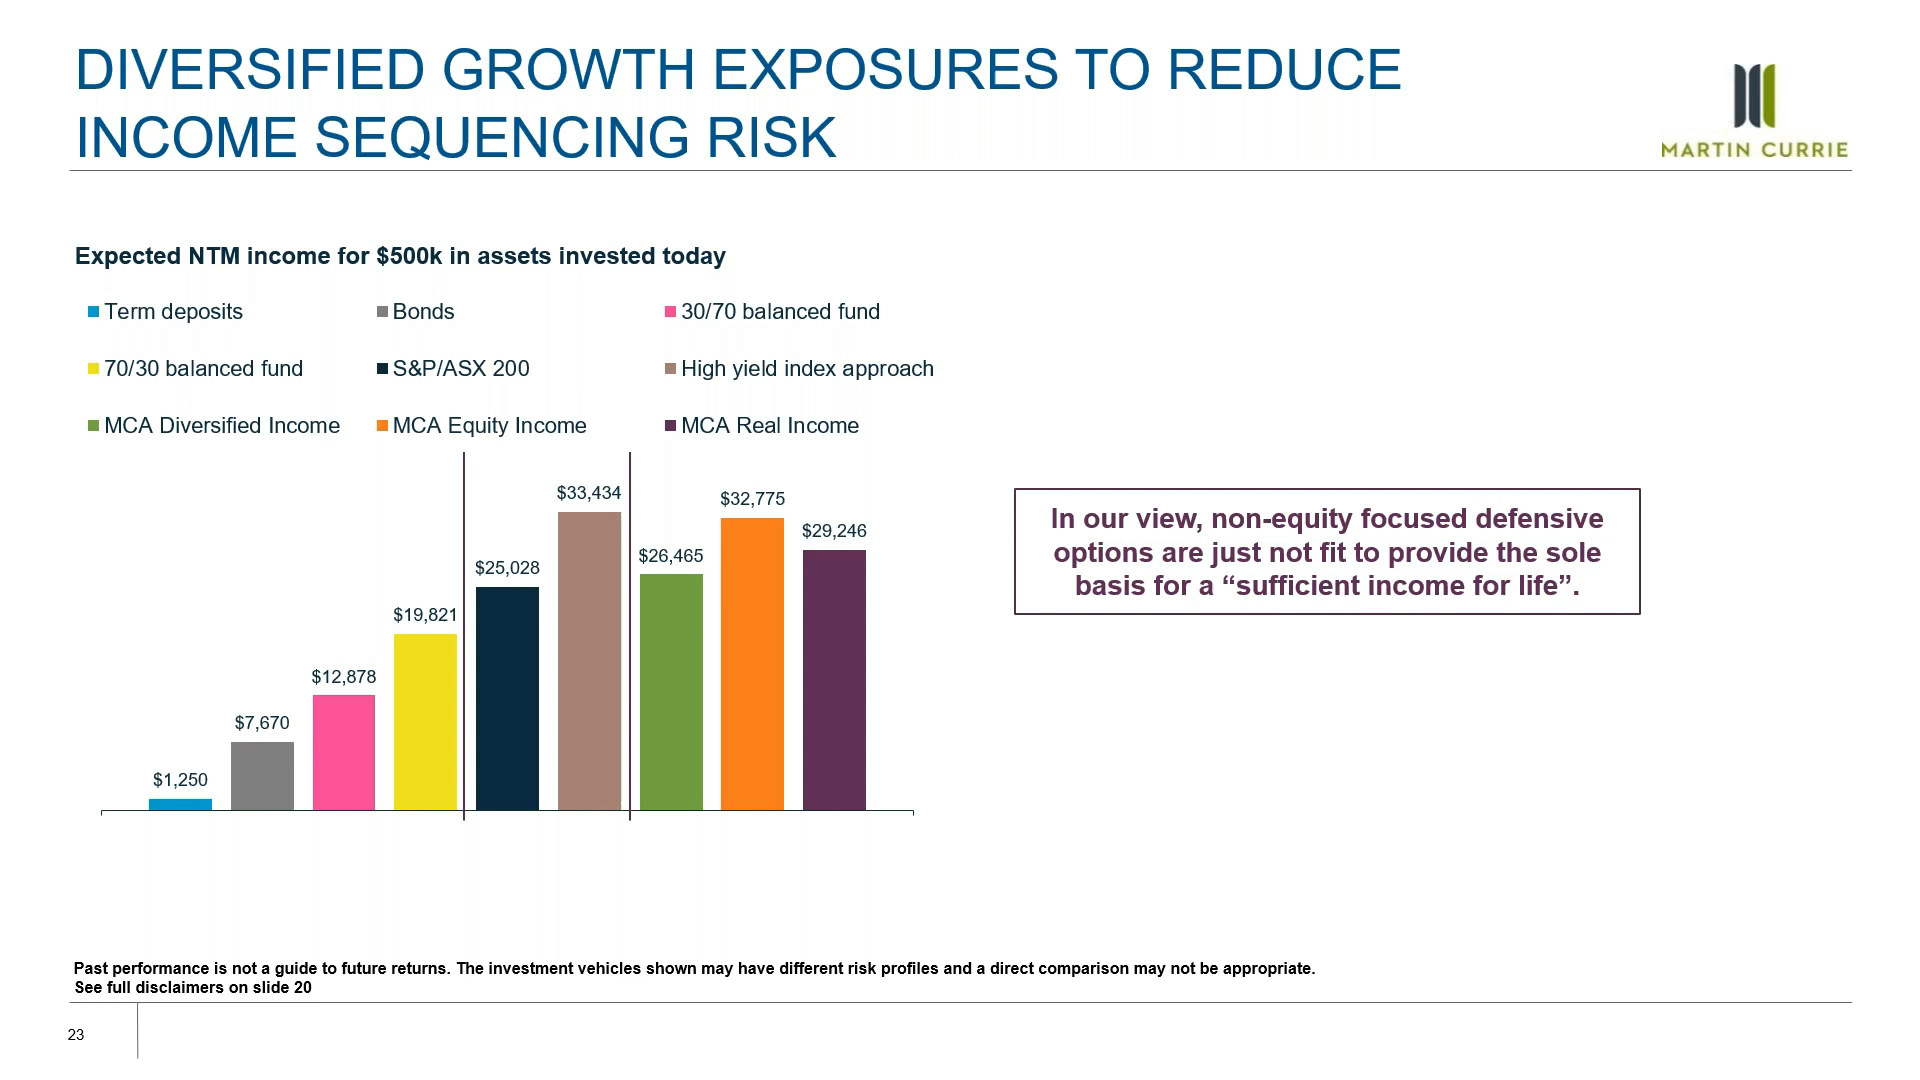 DIVERSIFIED GROWTH EXPOSURES TO REDUCE
INCOME SEQUENCING RISK
MARTIN CURRIE
Expected NTM income for $500k in assets invested today
Term deposits
Bonds
30/70 balanced fund
70/30 balanced fund
S&P/ASX 200
High yield index approach
MCA Diversified Income
MCA Equity Income
MCA Real Income
$1,250
$7,670
$12,878
$19,821
$25,028
$33,434
$26,465
$32,775
$29,246
In our view, non-equity focused defensive
options are just not fit to provide the sole
basis for a “sufficient income for life”.
Past performance is not a guide to future returns. The investment vehicles shown may have different risk profiles and a direct comparison may not be appropriate.
See full disclaimers on slide 20
23